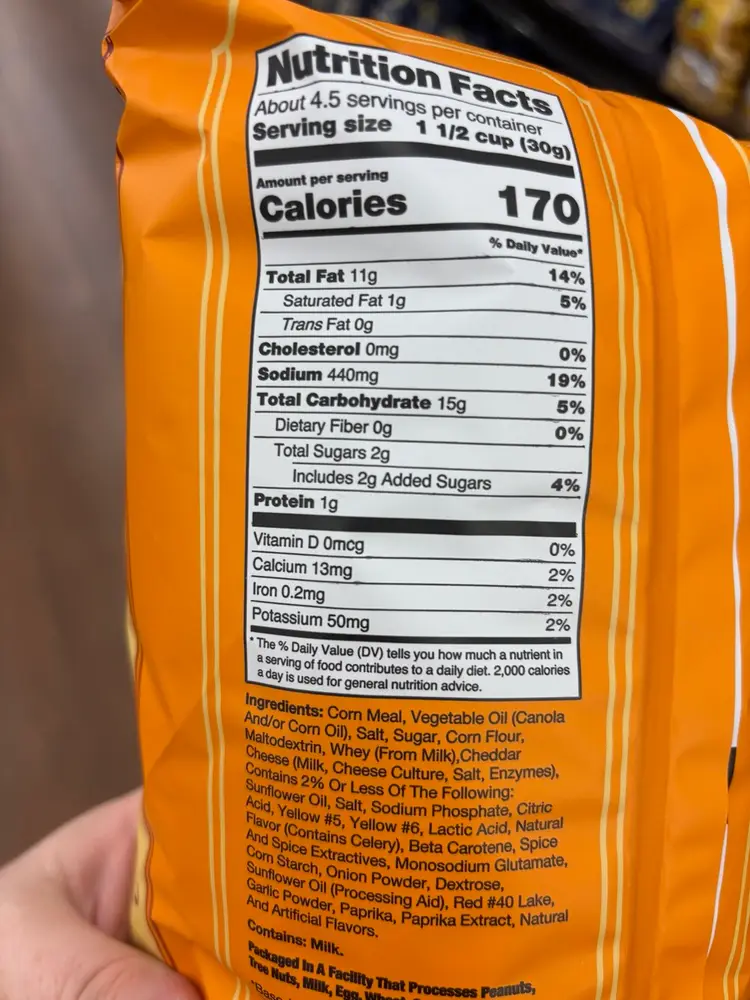 Nutrition Facts
About 4.5 servings per container
Serving size 1 1/2 cup (30g)
Amount per serving
Calories 170
% Daily Value*
Total Fat 11g 14%
Saturated Fat 1g 5%
Trans Fat 0g
Cholesterol 0mg 0%
Sodium 440mg 19%
Total Carbohydrate 15g 5%
Dietary Fiber 0g 0%
Total Sugars 2g
Includes 2g Added Sugars 4%
Protein 1g
Vitamin D 0mcg 0%
Calcium 13mg 2%
Iron 0.2mg 2%
Potassium 50mg 2%
* The % Daily Value (DV) tells you how much a nutrient in
a serving of food contributes to a daily diet. 2,000 calories
a day is used for general nutrition advice.
Ingredients: Corn Meal, Vegetable Oil (Canola
And/or Corn Oil), Salt, Sugar, Corn Flour,
Maltodextrin, Whey (From Milk),Cheddar
Cheese (Milk, Cheese Culture, Salt, Enzymes),
Contains 2% Or Less Of The Following:
Sunflower Oil, Salt, Sodium Phosphate, Citric
Acid, Yellow #5, Yellow #6, Lactic Acid, Natural
Flavor (Contains Celery), Beta Carotene, Spice
And Spice Extractives, Monosodium Glutamate,
Corn Starch, Onion Powder, Dextrose,
Sunflower Oil (Processing Aid), Red #40 Lake,
Garlic Powder, Paprika, Paprika Extract, Natural
And Artificial Flavors.
Contains: Milk.
Packaged In A Facility That Processes Peanuts,
Tree Nuts, Milk, Egg,